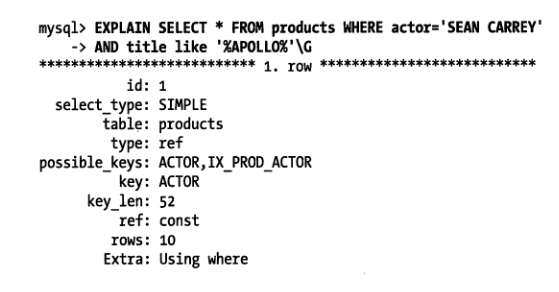 mysql> EXPLAIN SELECT * FROM products WHERE actor='SEAN CARREY'
-> AND title like '%APOLLO%'\G
*************************** 1. row ***************************
id: 1
select_type: SIMPLE
table: products
type: ref
possible_keys: ACTOR,IX_PROD_ACTOR
key: ACTOR
key_len: 52
ref: const
rows: 10
Extra: Using where